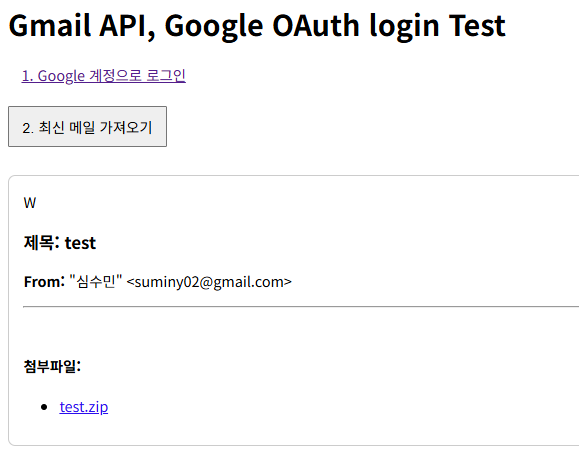 Gmail API, Google OAuth login Test
1. Google 계정으로 로그인
2. 최신 메일 가져오기
W
제목: test
From: "심수민" <suminy02@gmail.com>
첨부파일:
test.zip